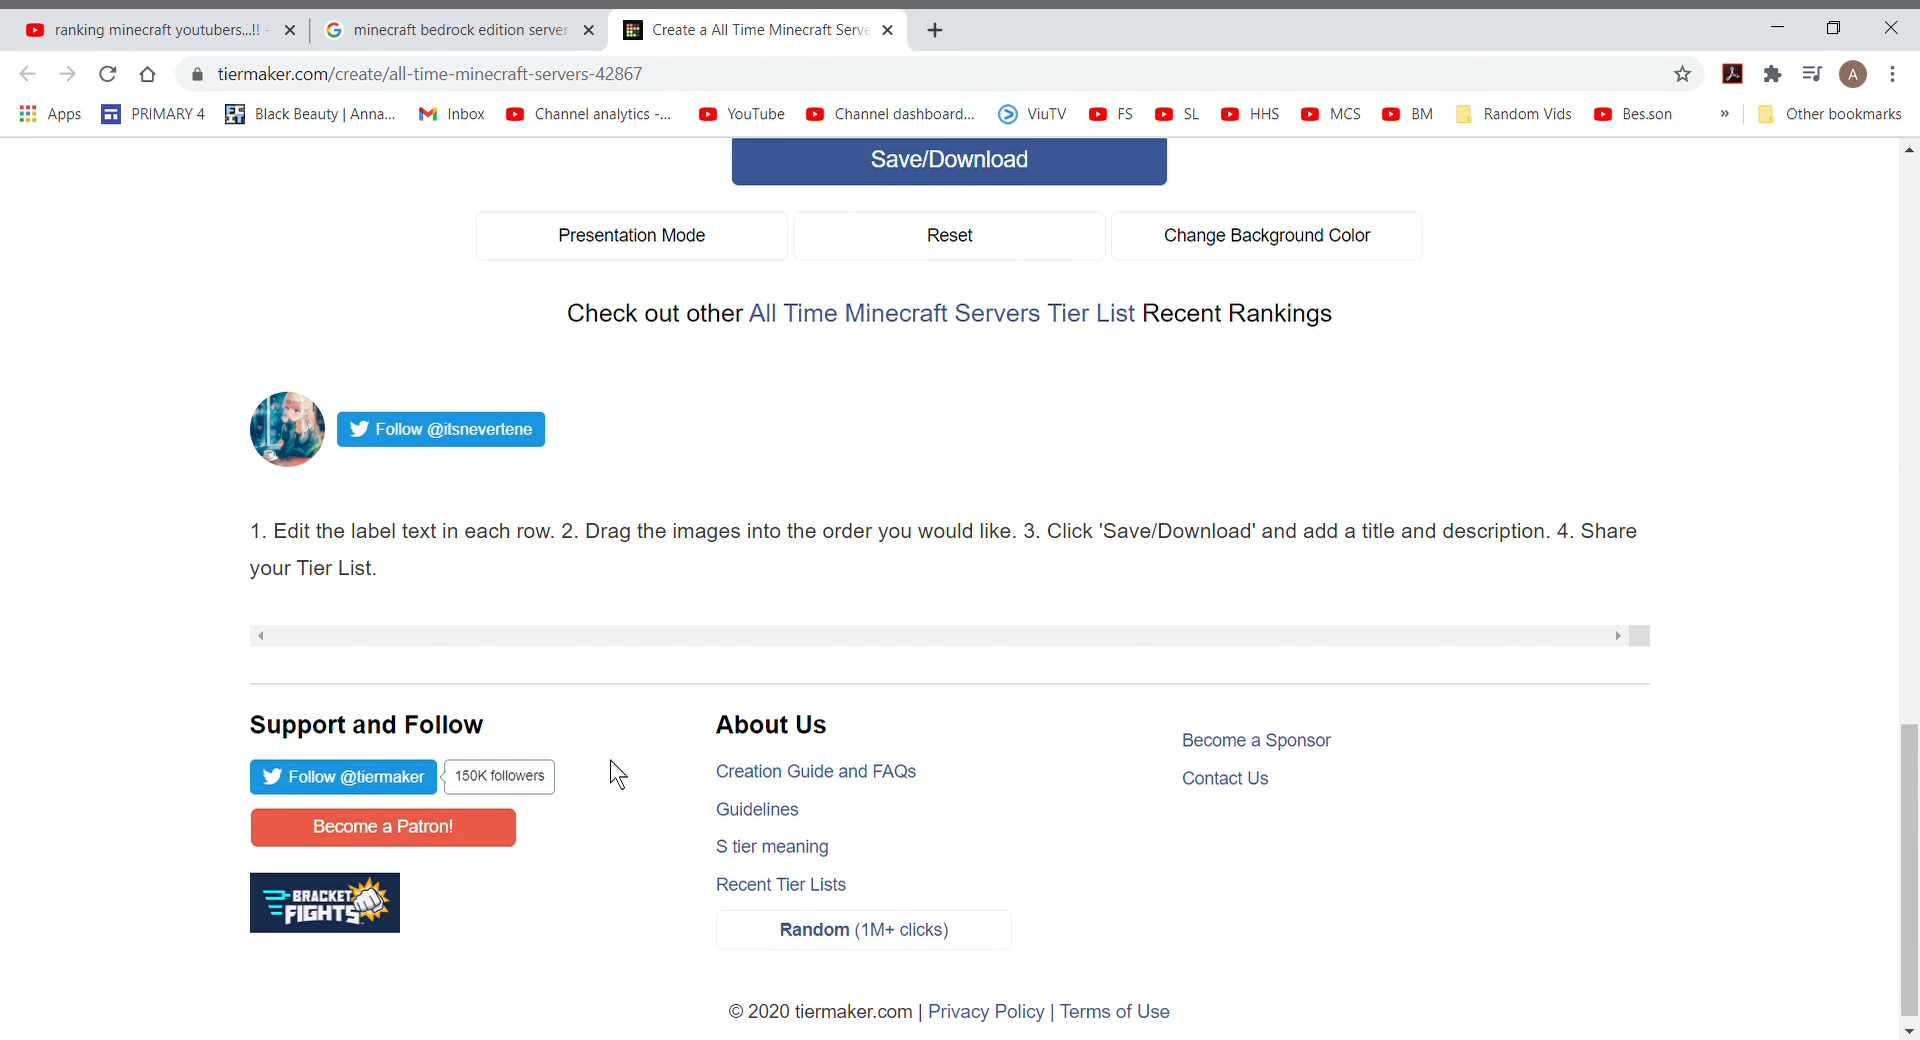 ranking minecraft youtubers...!! -
minecraft bedrock edition server
Create a All Time Minecraft Serve
tiermaker.com/create/all-time-minecraft-servers-42867
A
Apps
PRIMARY 4
Black Beauty | Anna...
Inbox
Channel analytics -...
YouTube
Channel dashboard...
ViuTV
FS
SL
HHS
MCS
BM
Random Vids
Bes.son
»
Other bookmarks
Save/Download
Presentation Mode
Reset
Change Background Color
Check out other All Time Minecraft Servers Tier List Recent Rankings
Follow @itsnevertene
1. Edit the label text in each row. 2. Drag the images into the order you would like. 3. Click 'Save/Download' and add a title and description. 4. Share
your Tier List.
Support and Follow
Follow @tiermaker
150K followers
Become a Patron!
BRACKET
FIGHTS
About Us
Creation Guide and FAQs
Guidelines
S tier meaning
Recent Tier Lists
Random (1M+ clicks)
Become a Sponsor
Contact Us
© 2020 tiermaker.com | Privacy Policy | Terms of Use